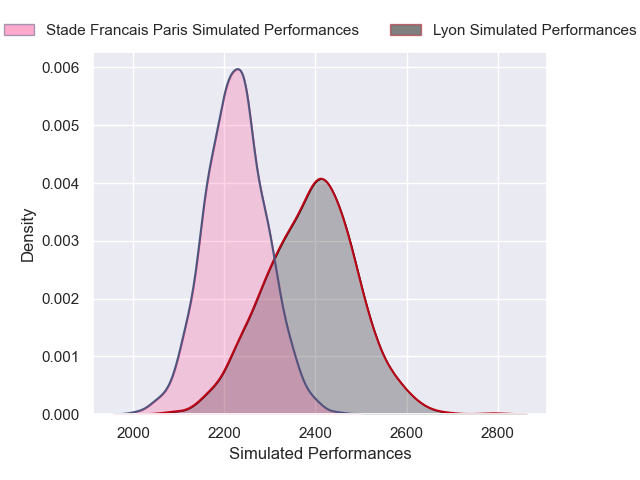 Stade Francais Paris Simulated Performances
Lyon Simulated Performances
0.006
0.005
0.004
0.003
0.002
0.001
0.000
Density
2000 2200 2400 2600 2800
Simulated Performances